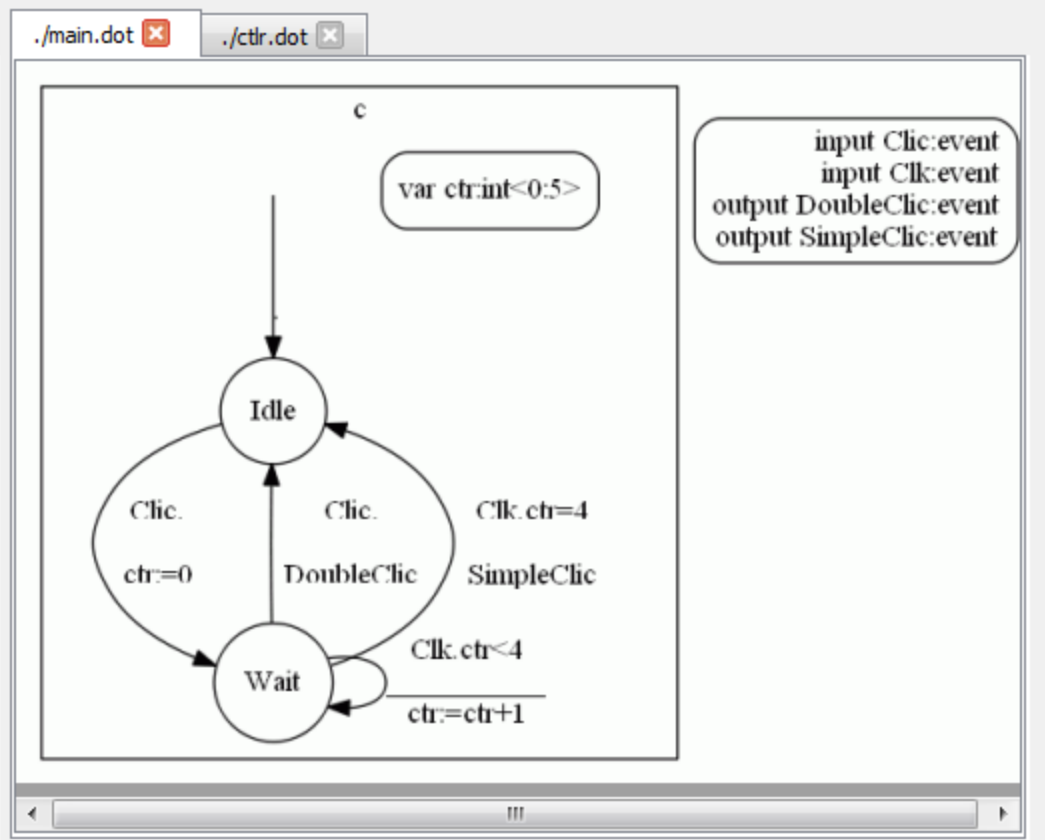 ./main.dot
./ctlr.dot
c
var ctr:int<0:5>
input Clic:event
input Clk:event
output DoubleClic:event
output SimpleClic:event
Idle
Clic.
ctr:=0
Clic.
DoubleClic
Clk.ctr=4
SimpleClic
Clk.ctr<4
ctr:=ctr+1
Wait